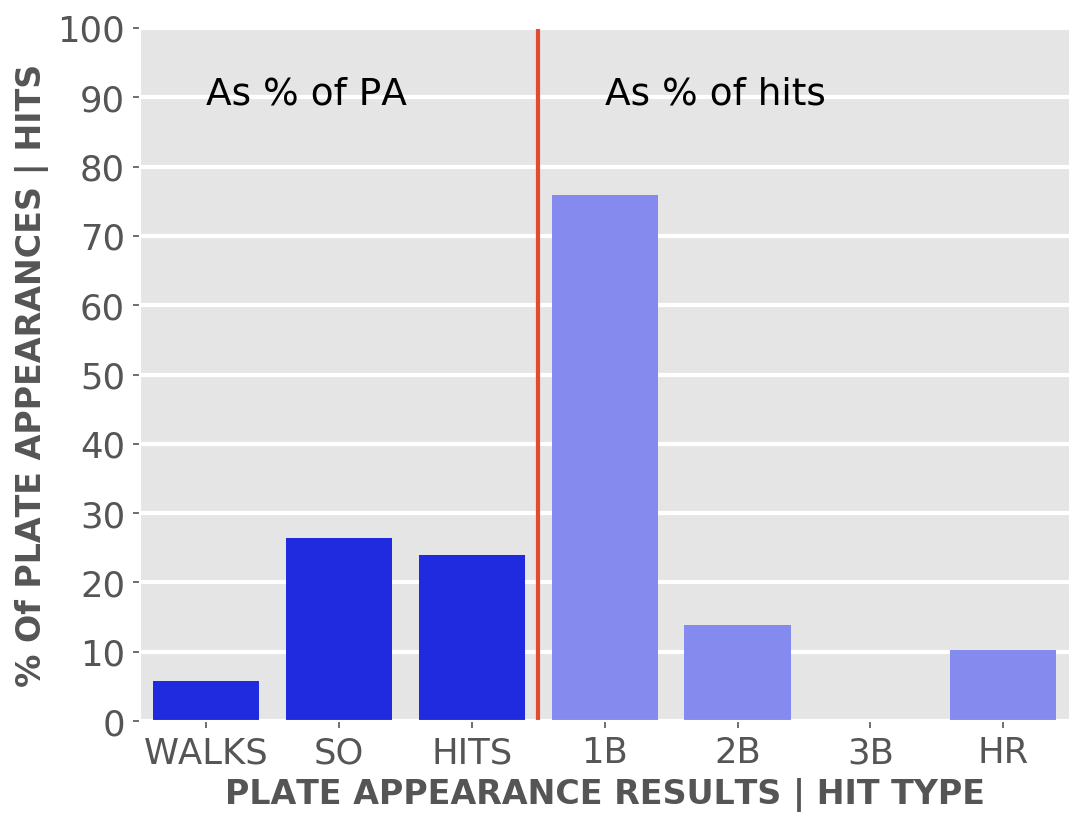 100
90
80
70
60
50
40
30
20
10
0
% Of PLATE APPEARANCES | HITS
As % of PA
As % of hits
WALKS SO HITS 1B 2B 3B HR
PLATE APPEARANCE RESULTS | HIT TYPE